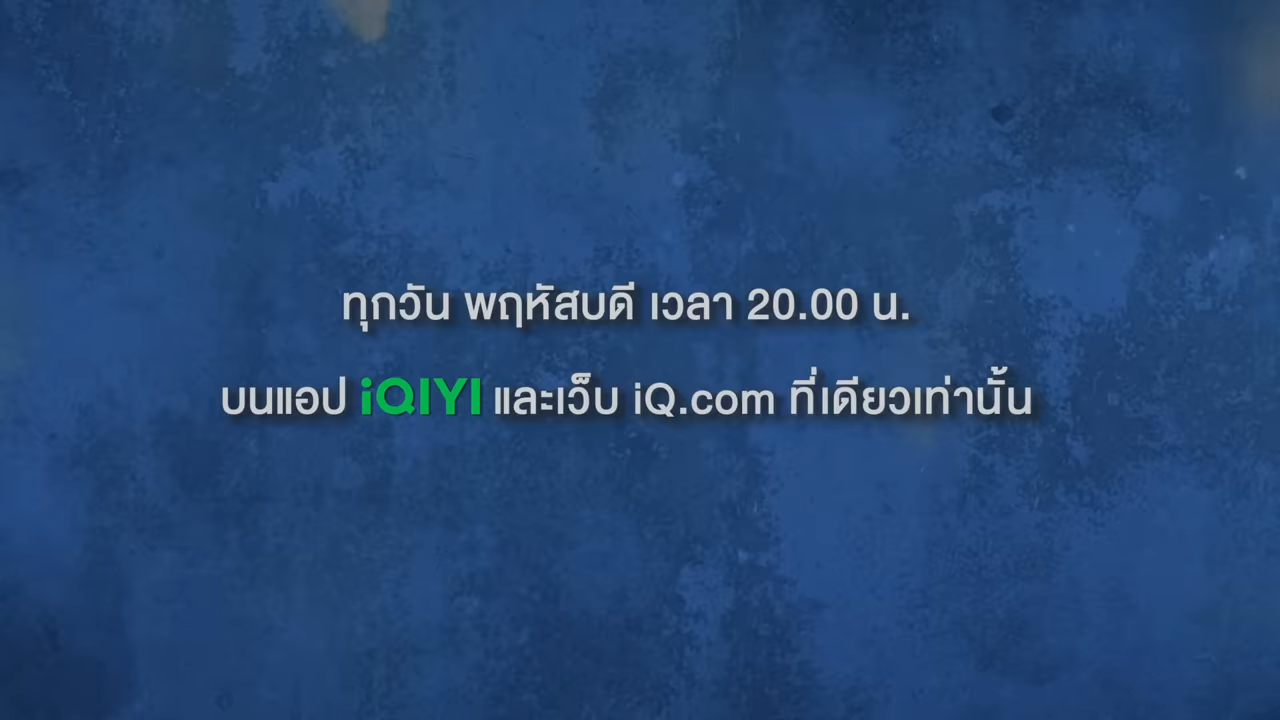 ทุกวัน พฤหัสบดี เวลา 20.00 น.
บนแอป iQIYI และเว็บ iQ.com ที่เดียวเท่านั้น